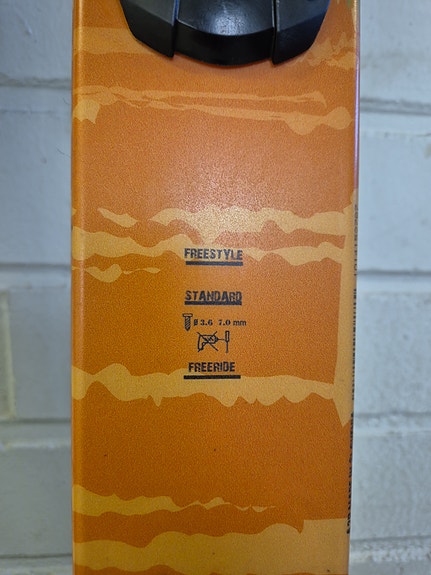 FREESTYLE
STANDARD
Ø 3.6 7.0 mm
FREERIDE